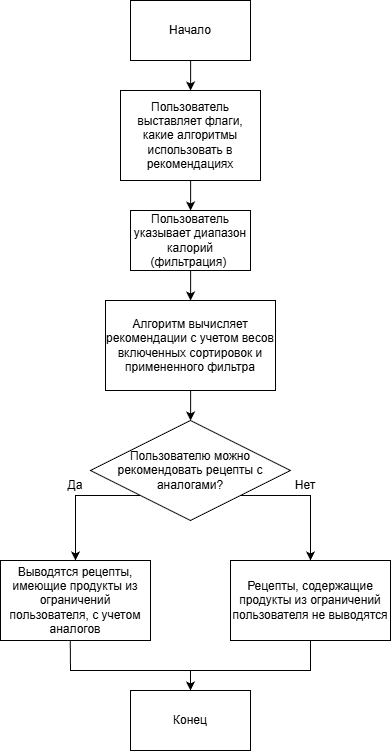 Начало
Пользователь
выставляет флаги,
какие алгоритмы
использовать в
рекомендациях
Пользователь
указывает диапазон
калорий
(фильтрация)
Алгоритм вычисляет
рекомендации с учетом весов
включенных сортировок и
примененного фильтра
Пользователю можно
рекомендовать рецепты с
аналогами?
Да
Нет
Выводятся рецепты,
имеющие продукты из
ограничений
пользователя, с учетом
аналогов
Рецепты, содержащие
продукты из ограничений
пользователя не выводятся
Конец